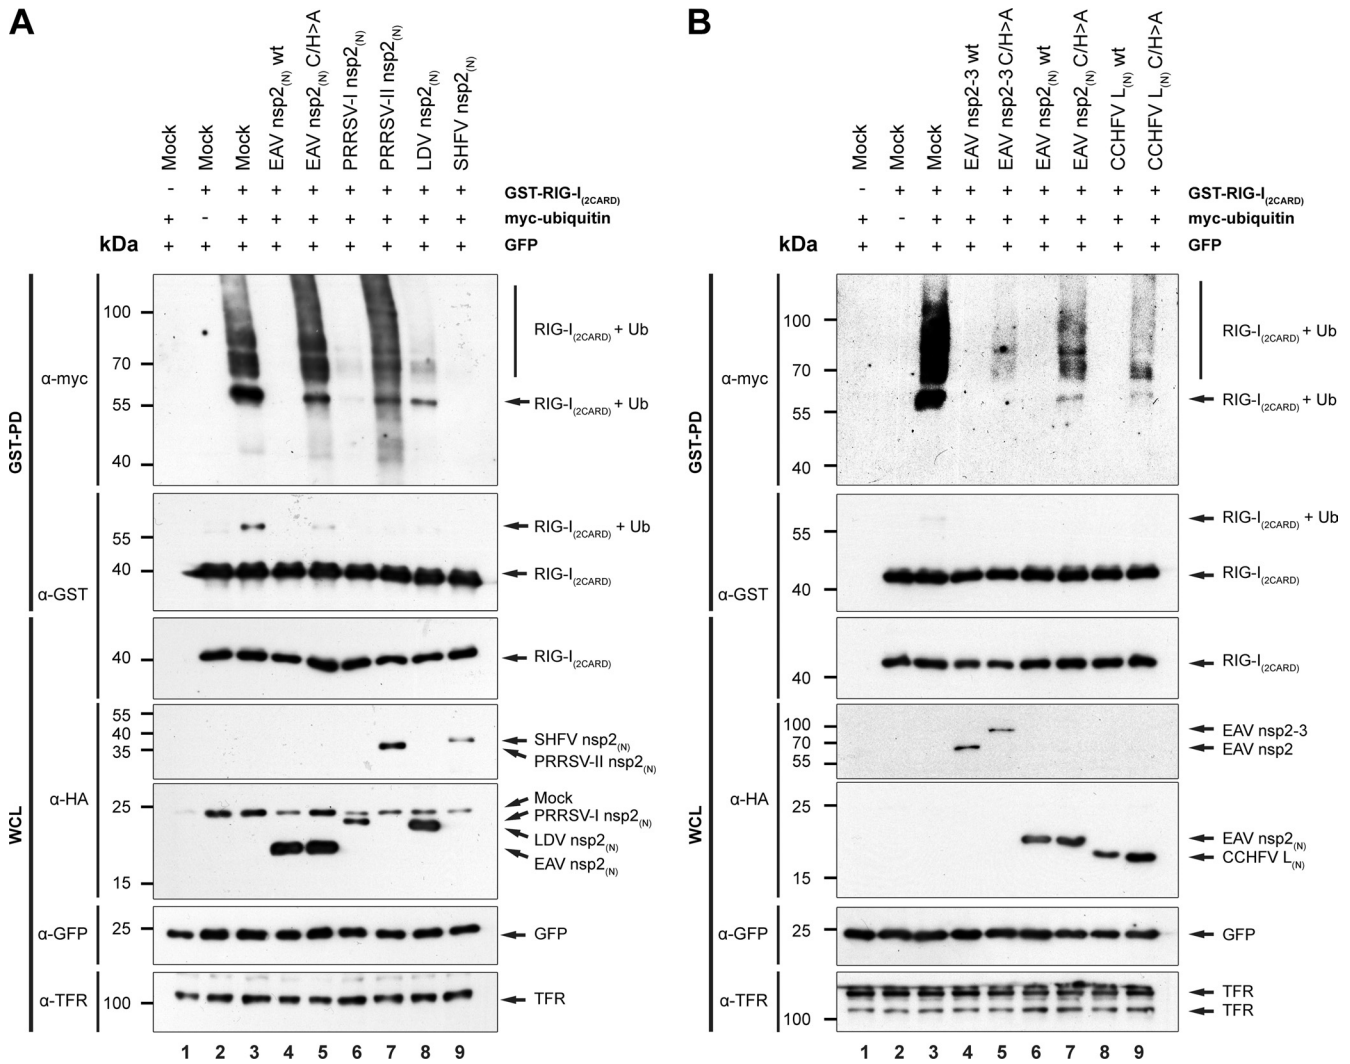 A
Mock
Mock
Mock
EAV nsp2(N) wt
EAV nsp2(N) C/H>A
PRRSV-I nsp2(N)
PRRSV-II nsp2(N)
LDV nsp2(N)
SHFV nsp2(N)
- + + + + + + + + GST-RIG-I(2CARD)
+ - + + + + + + + myc-ubiquitin
kDa + + + + + + + + + GFP
GST-PD
α-myc
100
70
55
40
RIG-I(2CARD) + Ub
RIG-I(2CARD) + Ub
α-GST
55
40
RIG-I(2CARD) + Ub
RIG-I(2CARD)
WCL
40
RIG-I(2CARD)
α-HA
55
40
35
SHFV nsp2(N)
PRRSV-II nsp2(N)
25
15
Mock
PRRSV-I nsp2(N)
LDV nsp2(N)
EAV nsp2(N)
α-GFP
25
GFP
α-TFR
100
TFR
1 2 3 4 5 6 7 8 9
B
Mock
Mock
Mock
EAV nsp2-3 wt
EAV nsp2-3 C/H>A
EAV nsp2(N) wt
EAV nsp2(N) C/H>A
CCHFV L(N) wt
CCHFV L(N) C/H>A
- + + + + + + + + GST-RIG-I(2CARD)
+ - + + + + + + + myc-ubiquitin
kDa + + + + + + + + + GFP
GST-PD
α-myc
100
70
55
40
RIG-I(2CARD) + Ub
RIG-I(2CARD) + Ub
α-GST
55
40
RIG-I(2CARD) + Ub
RIG-I(2CARD)
WCL
40
RIG-I(2CARD)
α-HA
100
70
55
EAV nsp2-3
EAV nsp2
25
15
EAV nsp2(N)
CCHFV L(N)
α-GFP
25
GFP
α-TFR
100
TFR
TFR
1 2 3 4 5 6 7 8 9